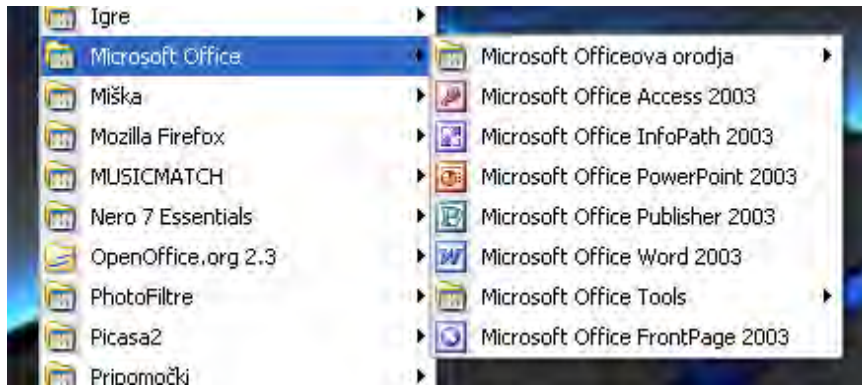 Igre
Microsoft Office
Miška
Mozilla Firefox
MUSICMATCH
Nero 7 Essentials
OpenOffice.org 2.3
PhotoFiltre
Picasa2
Pripomočki
Microsoft Officeova orodja
Microsoft Office Access 2003
Microsoft Office InfoPath 2003
Microsoft Office PowerPoint 2003
Microsoft Office Publisher 2003
Microsoft Office Word 2003
Microsoft Office Tools
Microsoft Office FrontPage 2003